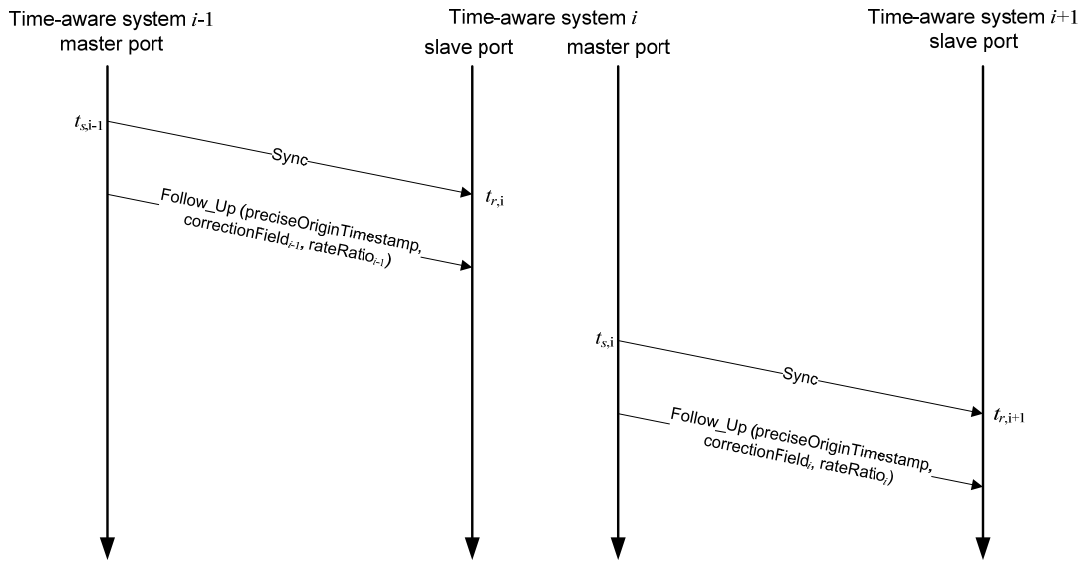 Time-aware system i-1
master port
Time-aware system i
slave port master port
Time-aware system i+1
slave port
ts,i-1
Sync
tr,i
Follow_Up (preciseOriginTimestamp,
correctionFieldi-1, rateRatioi-1)
ts,i
Sync
tr,i+1
Follow_Up (preciseOriginTimestamp,
correctionFieldi, rateRatioi)